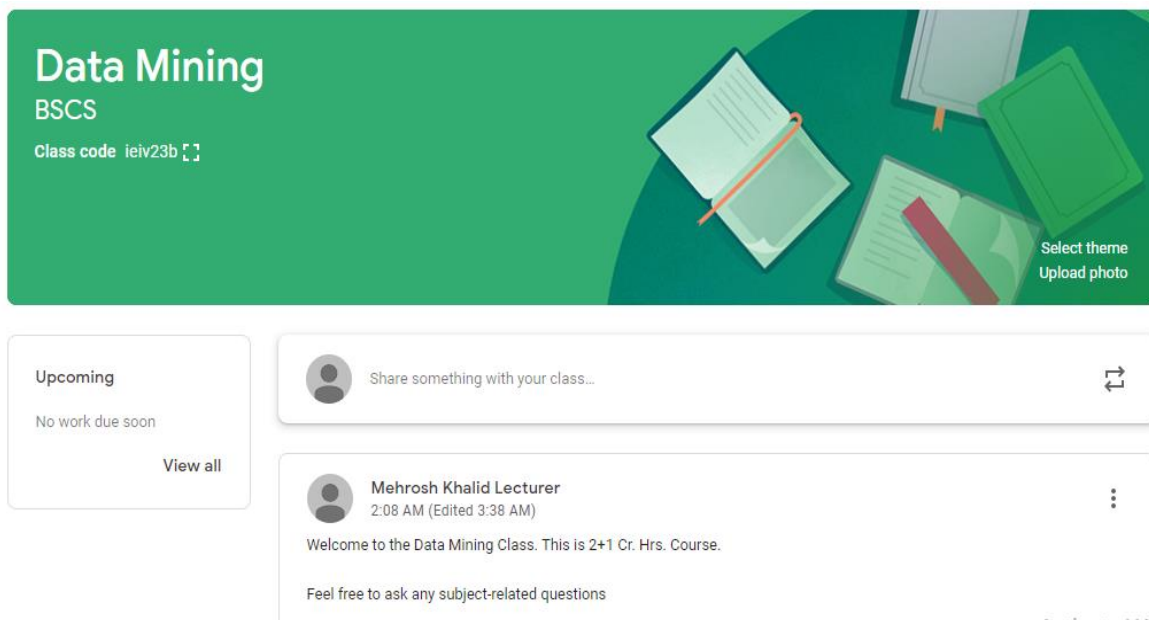 Data Mining
BSCS
Class code ieiv23b
Select theme
Upload photo
Upcoming
No work due soon
View all
Share something with your class...
Mehrosh Khalid Lecturer
2:08 AM (Edited 3:38 AM)
Welcome to the Data Mining Class. This is 2+1 Cr. Hrs. Course.
Feel free to ask any subject-related questions